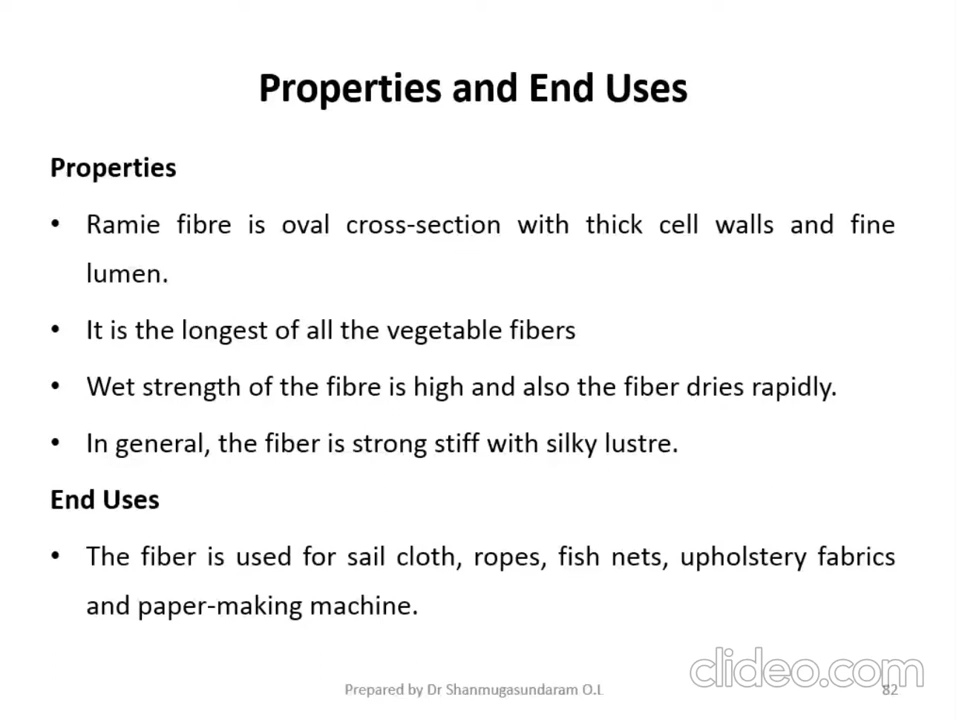 Properties and End Uses
Properties
• Ramie fibre is oval cross-section with thick cell walls and fine
lumen.
• It is the longest of all the vegetable fibers
• Wet strength of the fibre is high and also the fiber dries rapidly.
• In general, the fiber is strong stiff with silky lustre.
End Uses
• The fiber is used for sail cloth, ropes, fish nets, upholstery fabrics
and paper-making machine.
clideo.com
Prepared by Dr Shanmugasundaram O.L
82